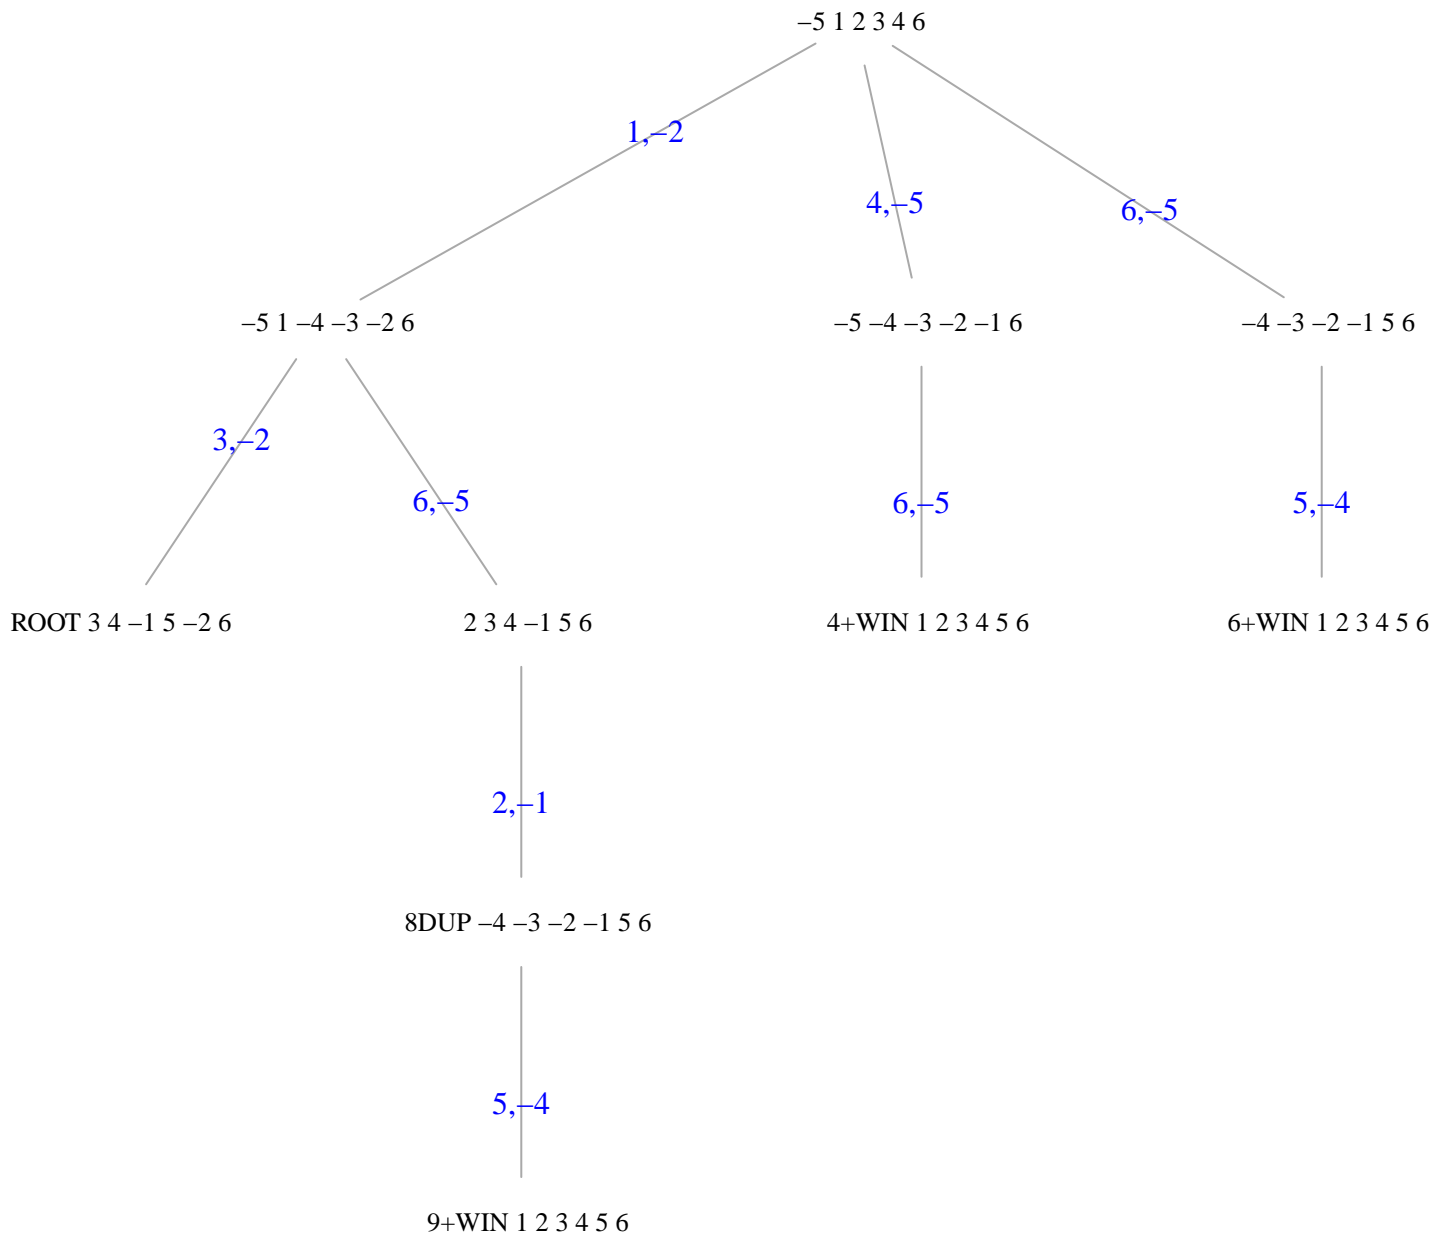 –5 1 2 3 4 6
1,–2
4,–5
6,–5
–5 1 –4 –3 –2 6
–5 –4 –3 –2 –1 6
–4 –3 –2 –1 5 6
3,–2
6,–5
6,–5
5,–4
ROOT 3 4 –1 5 –2 6
2 3 4 –1 5 6
4+WIN 1 2 3 4 5 6
6+WIN 1 2 3 4 5 6
2,–1
8DUP –4 –3 –2 –1 5 6
5,–4
9+WIN 1 2 3 4 5 6